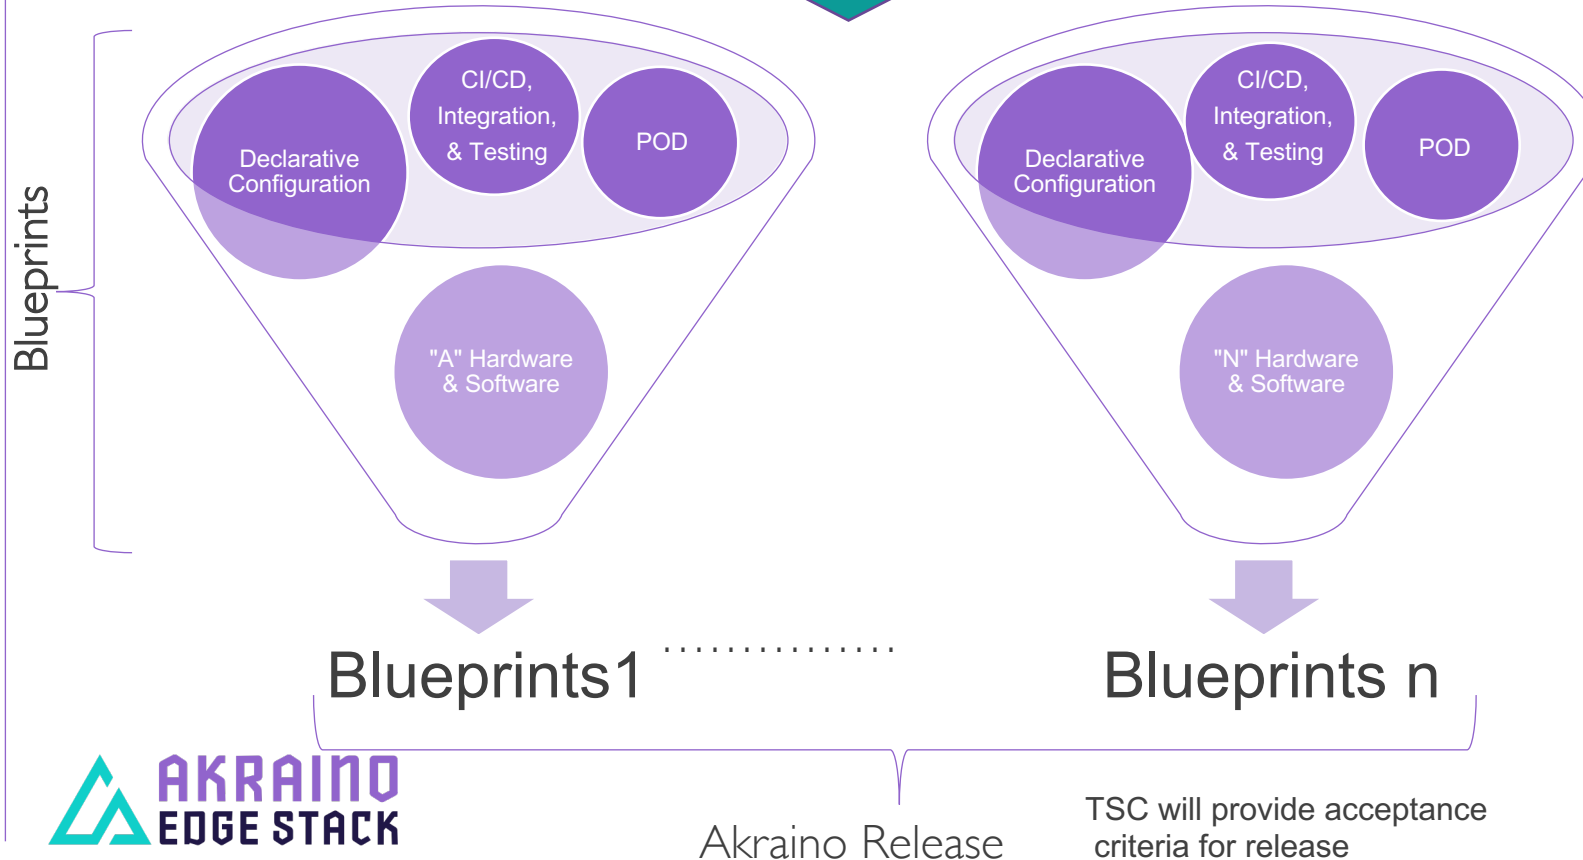 Blueprints
Declarative
Configuration
CI/CD,
Integration,
& Testing
POD
"A" Hardware
& Software
Declarative
Configuration
CI/CD,
Integration,
& Testing
POD
"N" Hardware
& Software
Blueprints1 ............... Blueprints n
AKRAINO
EDGE STACK
Akraino Release
TSC will provide acceptance
criteria for release